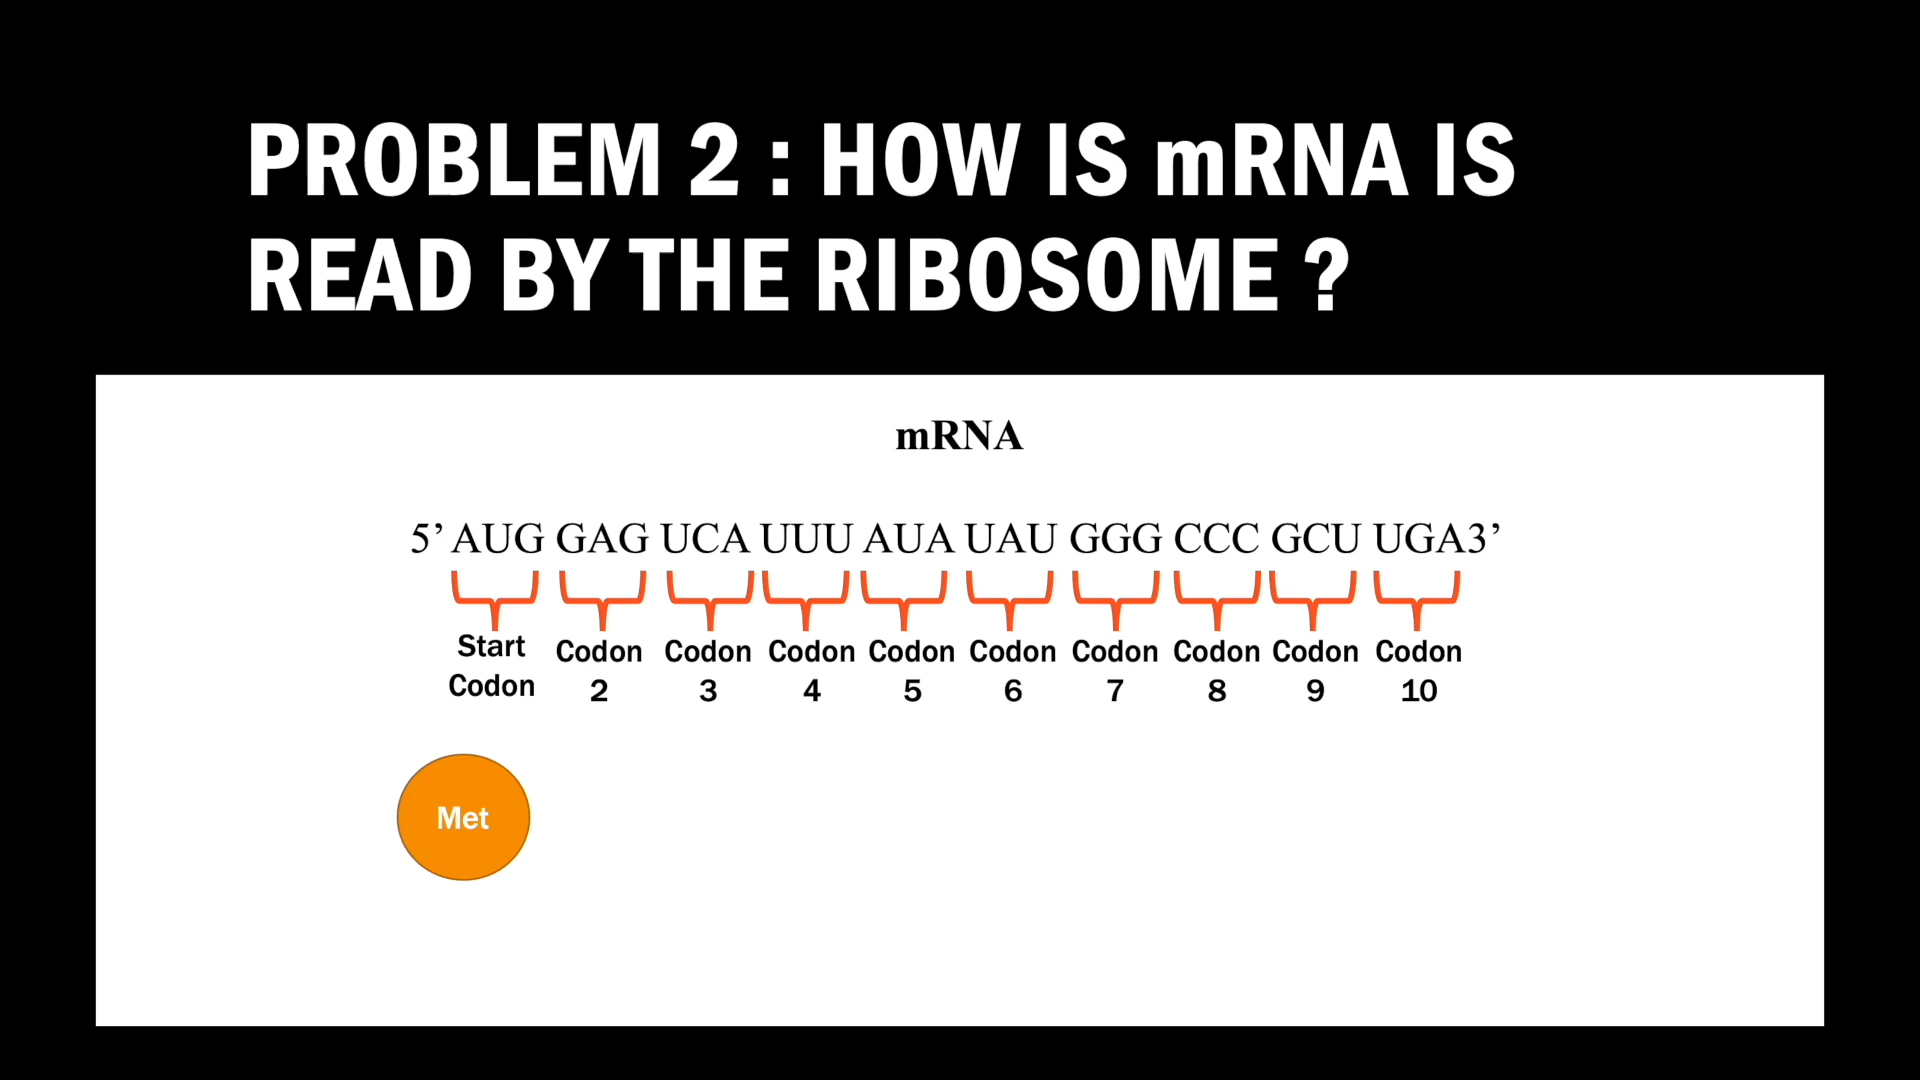 PROBLEM 2 : HOW IS mRNA IS
READ BY THE RIBOSOME ?
mRNA
5’ AUG GAG UCA UUU AUA UAU GGG CCC GCU UGA3’
Start Codon Codon Codon Codon Codon Codon Codon Codon Codon
Codon 2 3 4 5 6 7 8 9 10
Met